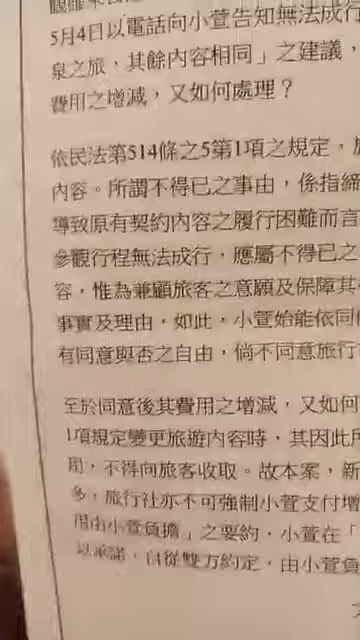 5月4日以電話向小萱告知無法成行
泉之旅，其餘內容相同」之建議，
費用之增減，又如何處理？
依民法第514條之5第1項之規定，
內容。所謂不得已之事由，係指締
導致原有契約內容之履行困難而言
參觀行程無法成行，應屬不得已之
容，惟為兼顧旅客之意願及保障其
事實及理由，如此，小萱始能依同
有同意與否之自由，倘不同意旅行
至於同意後其費用之增減，又如何
1項規定變更旅遊內容時，其因此所
用，不得向旅客收取。故本案，新
多，旅行社亦不可強制小萱支付增
用由小萱負擔」之要約，小萱在「
以承諾，自從雙方約定，由小萱負